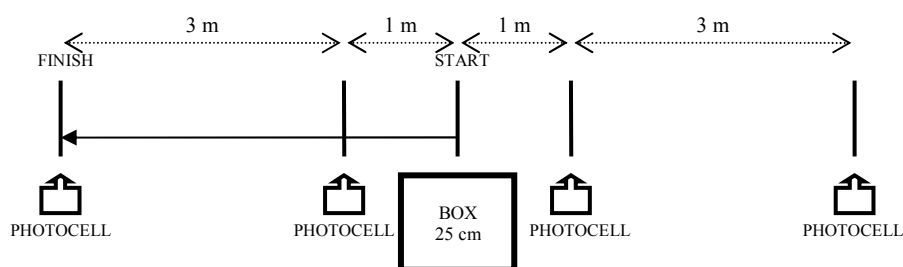 3 m 1 m 1 m 3 m
FINISH START
BOX
25 cm
PHOTOCELL PHOTOCELL PHOTOCELL PHOTOCELL